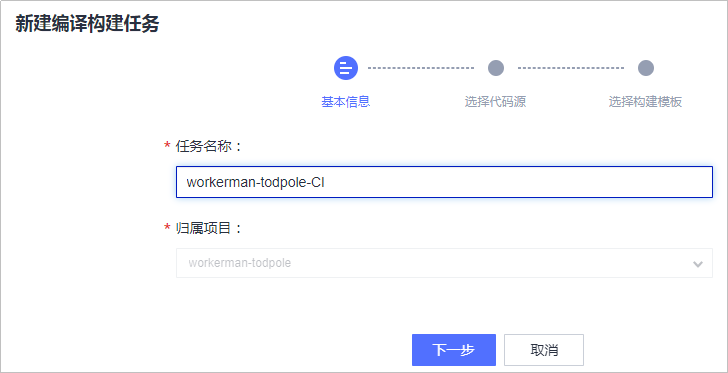 新建编译构建任务
基本信息
选择代码源
选择构建模板
* 任务名称：
workerman-todpole-CI
* 归属项目：
workerman-todpole
下一步
取消